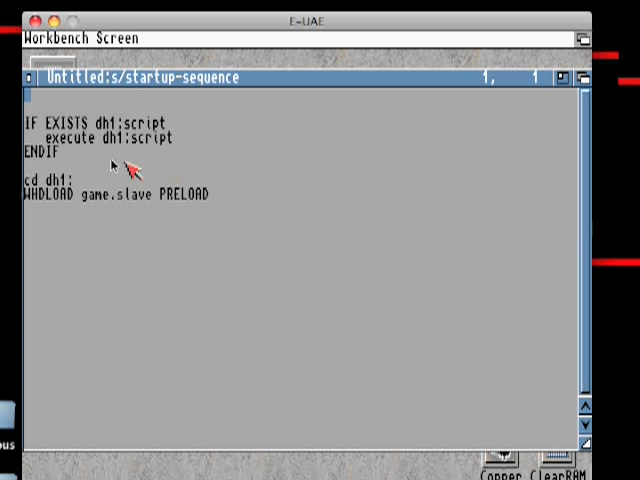 E-UAE
Workbench Screen
Untitled:s/startup-sequence 1, 1
IF EXISTS dh1:script
execute dh1:script
ENDIF
cd dh1:
WHDLOAD game.slave PRELOAD
ous
Copper ClearRAM